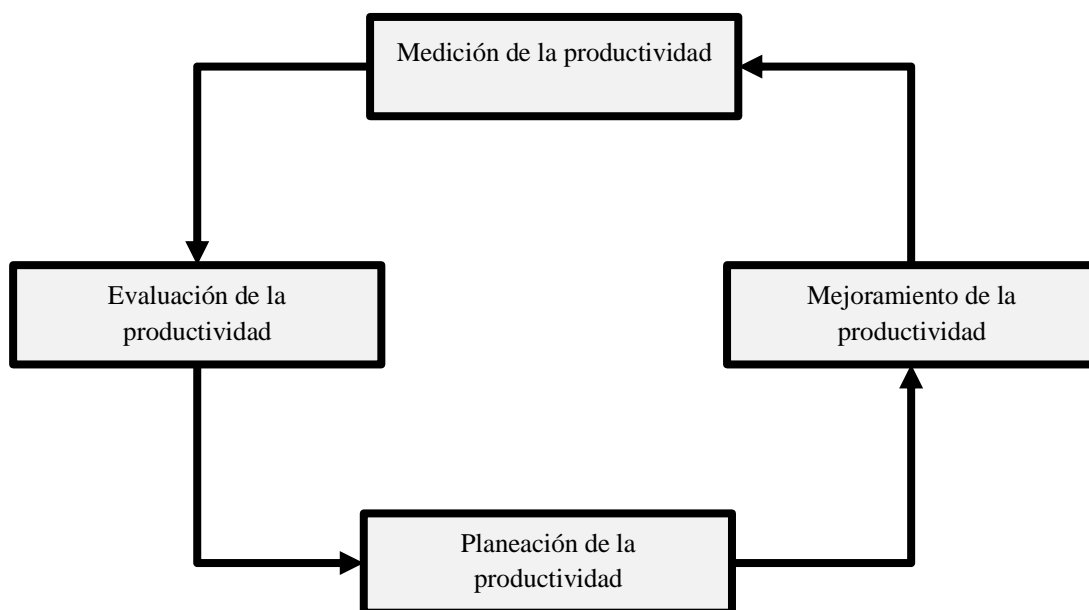 Medición de la productividad
Evaluación de la
productividad
Mejoramiento de la
productividad
Planeación de la
productividad